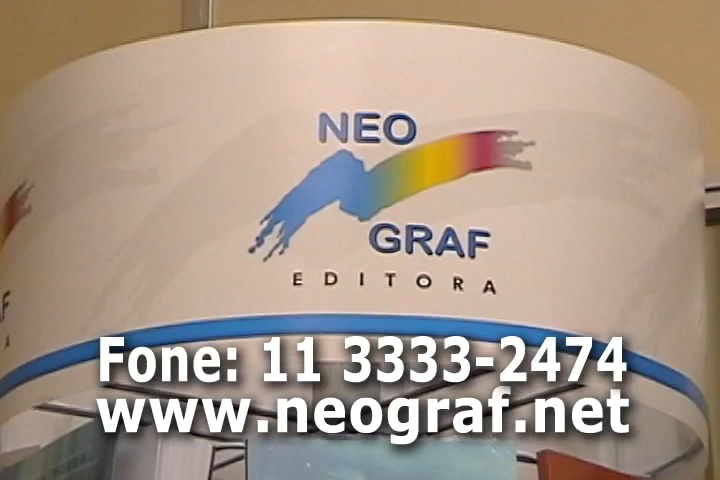 NEO
GRAF
EDITORA
F
A
Fone: 11 3333-2474
www.neograf.net